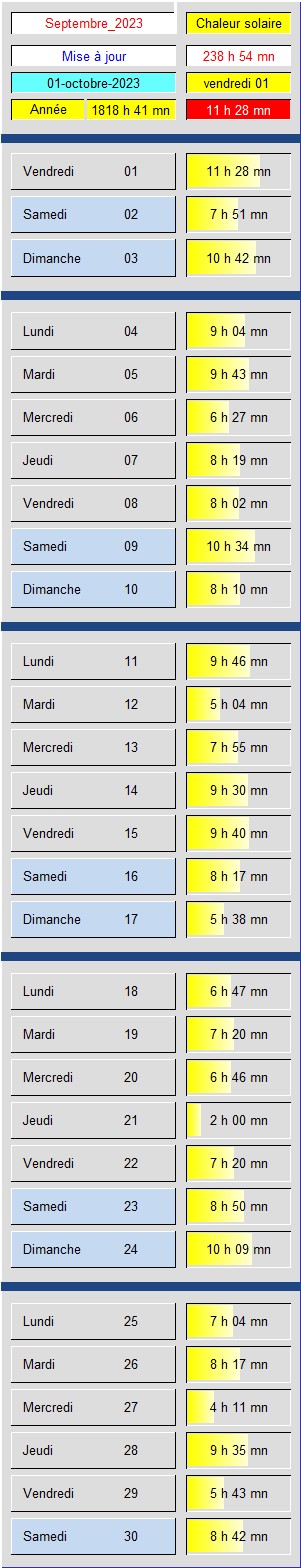 Septembre_2023 Chaleur solaire
Mise à jour 238 h 54 mn
01-octobre-2023 vendredi 01
Année 1818 h 41 mn 11 h 28 mn
Vendredi 01 11 h 28 mn
Samedi 02 7 h 51 mn
Dimanche 03 10 h 42 mn
Lundi 04 9 h 04 mn
Mardi 05 9 h 43 mn
Mercredi 06 6 h 27 mn
Jeudi 07 8 h 19 mn
Vendredi 08 8 h 02 mn
Samedi 09 10 h 34 mn
Dimanche 10 8 h 10 mn
Lundi 11 9 h 46 mn
Mardi 12 5 h 04 mn
Mercredi 13 7 h 55 mn
Jeudi 14 9 h 30 mn
Vendredi 15 9 h 40 mn
Samedi 16 8 h 17 mn
Dimanche 17 5 h 38 mn
Lundi 18 6 h 47 mn
Mardi 19 7 h 20 mn
Mercredi 20 6 h 46 mn
Jeudi 21 2 h 00 mn
Vendredi 22 7 h 20 mn
Samedi 23 8 h 50 mn
Dimanche 24 10 h 09 mn
Lundi 25 7 h 04 mn
Mardi 26 8 h 17 mn
Mercredi 27 4 h 11 mn
Jeudi 28 9 h 35 mn
Vendredi 29 5 h 43 mn
Samedi 30 8 h 42 mn